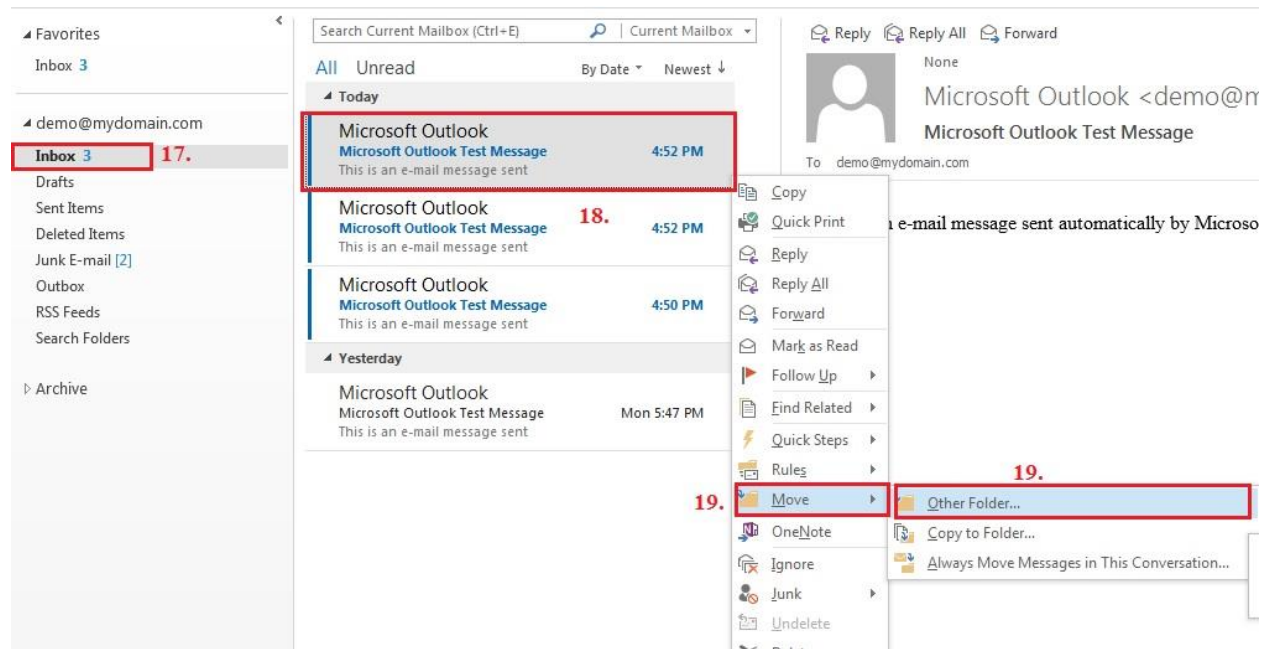 Favorites
Inbox 3
demo@mydomain.com
Inbox 3
17.
Drafts
Sent Items
Deleted Items
Junk E-mail [2]
Outbox
RSS Feeds
Search Folders
Archive
Search Current Mailbox (Ctrl+E) Current Mailbox
All Unread By Date Newest
Today
Microsoft Outlook
Microsoft Outlook Test Message 4:52 PM
This is an e-mail message sent
Microsoft Outlook
18.
Microsoft Outlook Test Message 4:52 PM
This is an e-mail message sent
Microsoft Outlook
Microsoft Outlook Test Message 4:50 PM
This is an e-mail message sent
Yesterday
Microsoft Outlook
Microsoft Outlook Test Message Mon 5:47 PM
This is an e-mail message sent
Reply Reply All Forward
None
Microsoft Outlook <demo@m
Microsoft Outlook Test Message
To demo@mydomain.com
e-mail message sent automatically by Microso
Copy
Quick Print
Reply
Reply All
Forward
Mark as Read
Follow Up
Find Related
Quick Steps
Rules
19. Move
OneNote
Ignore
Junk
Undelete
19.
Other Folder...
Copy to Folder...
Always Move Messages in This Conversation...